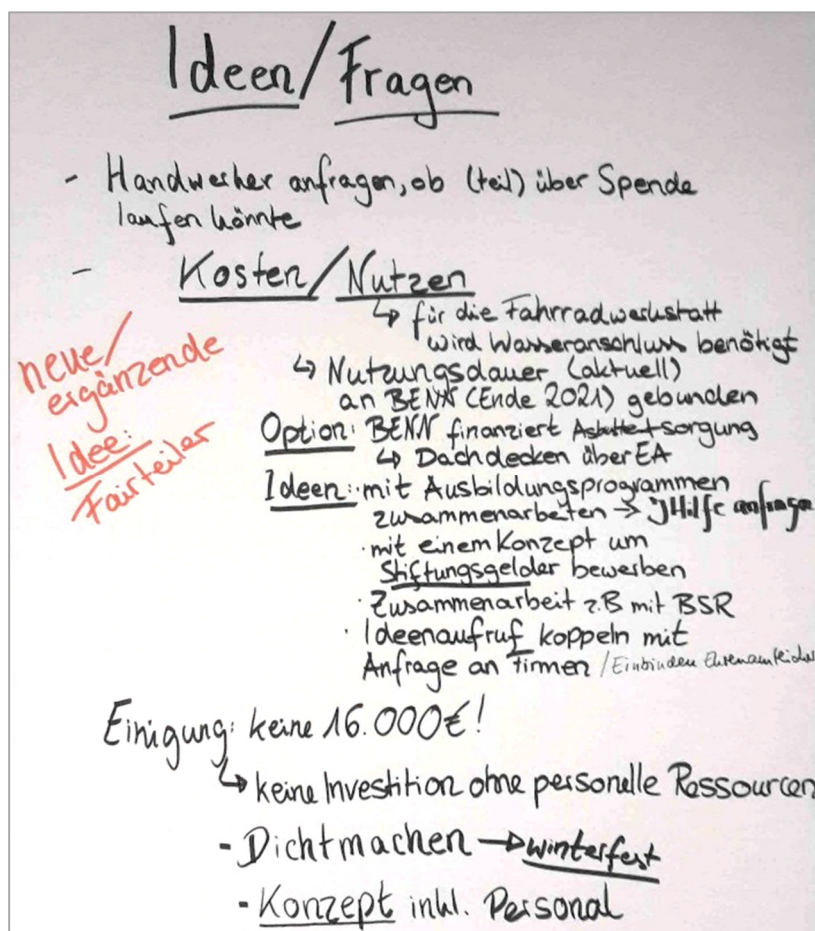 Ideen/Fragen
- Handwerker anfragen, ob (teil) über Spende
laufen könnte
- Kosten/Nutzen
↳ für die Fahrradwerkstatt
wird Wasseranschluss benötigt
↳ Nutzungsdauer (aktuell)
an BENN (Ende 2021) gebunden
Option: BENN finanziert sorgung
↳ Dachdecken über EA
Ideen: · mit Ausbildungsprogrammen
zusammenarbeten → JHilfe anfragen
· mit einem Konzept um
Stiftungsgelder bewerben
· Zusammenarbeit z.B mit BSR
· Ideenaufruf koppeln mit
Anfrage an Firmen / Einbinden Ehrenamtlicher
neue/
ergänzende
Idee:
Fairteiler
Einigung: keine 16.000€!
↳ keine Investition ohne personelle Ressourcen
- Dichtmachen → winterfest
- Konzept inkl. Personal